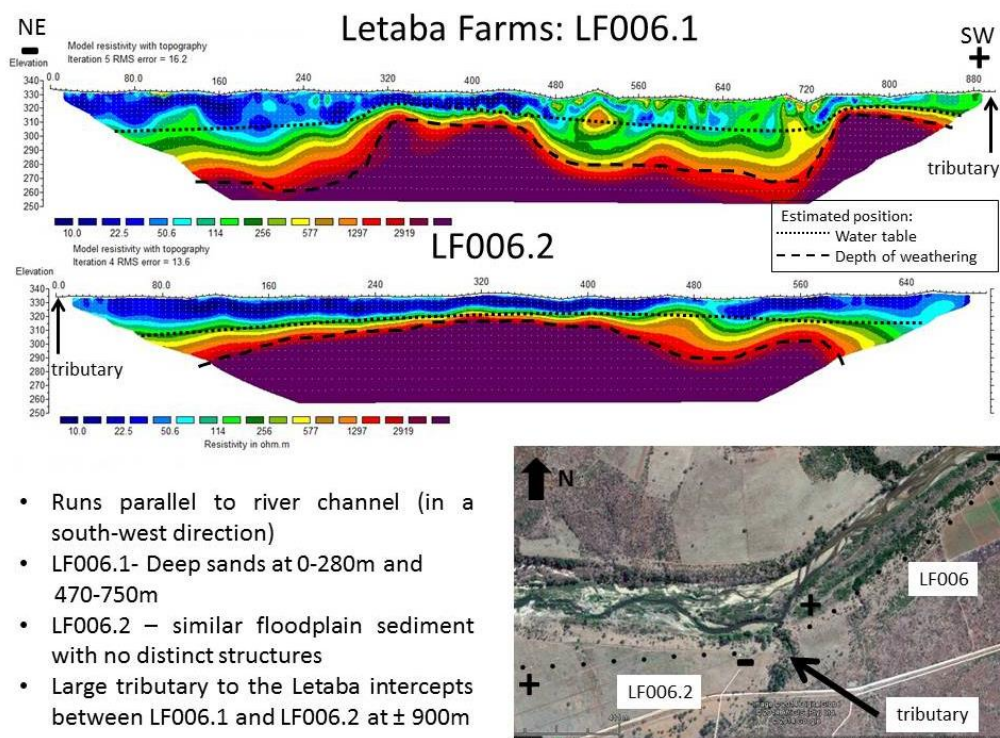 NE
Letaba Farms: LF006.1
SW
Elevation
Model resistivity with topography
Iteration 5 RMS error = 16.2
0.0 80.0 160 240 320 400 480 560 640 720 800 880
340
330
320
310
300
290
280
270
260
250
tributary
10.0 22.5 50.6 114 256 577 1297 2919
Estimated position:
Water table
Depth of weathering
LF006.2
Model resistivity with topography
Iteration 4 RMS error = 13.6
Elevation
0.0 80.0 160 240 320 400 480 560 640
340
330
320
310
300
290
280
270
260
250
tributary
10.0 22.5 50.6 114 256 577 1297 2919
Resistivity in ohm.m
• Runs parallel to river channel (in a
south-west direction)
• LF006.1- Deep sands at 0-280m and
470-750m
• LF006.2 – similar floodplain sediment
with no distinct structures
• Large tributary to the Letaba intercepts
between LF006.1 and LF006.2 at ± 900m
N
LF006
LF006.2
tributary